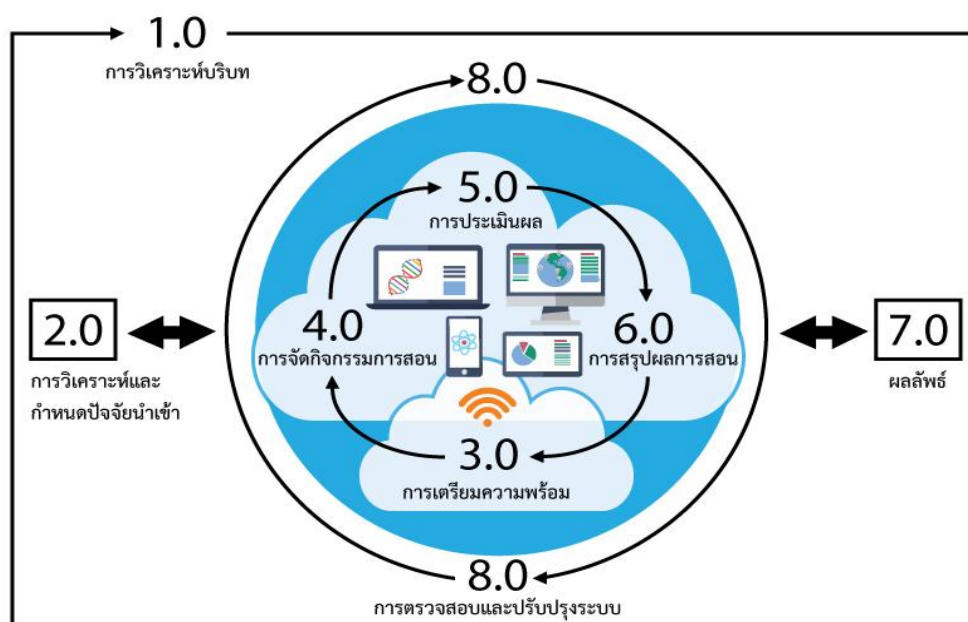 1.0
การวิเคราะห์บริบท
8.0
5.0
การประเมินผล
2.0
การวิเคราะห์และ
กำหนดปัจจัยนำเข้า
4.0
การจัดกิจกรรมการสอน
6.0
การสรุปผลการสอน
7.0
ผลลัพธ์
3.0
การเตรียมความพร้อม
8.0
การตรวจสอบและปรับปรุงระบบ